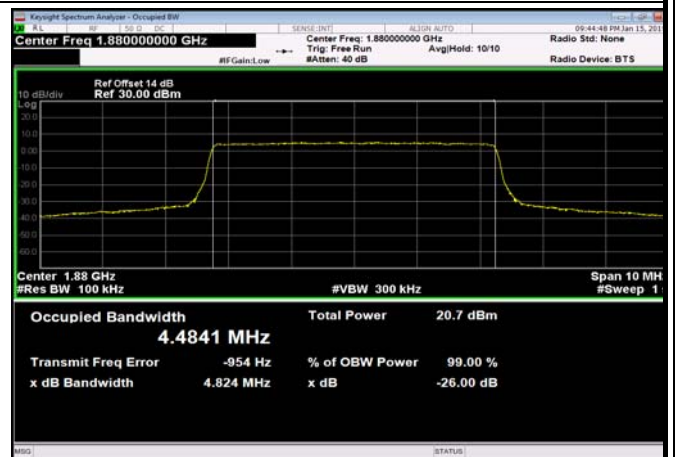 Keysight Spectrum Analyzer - Occupied BW
RL RF 50 Ω DC SENSE:INT ALIGN AUTO 09:44:48 PM Jan 15, 201
Center Freq 1.880000000 GHz Center Freq: 1.880000000 GHz Radio Std: None
Trig: Free Run Avg|Hold: 10/10
#IFGain:Low #Atten: 40 dB Radio Device: BTS
Ref Offset 14 dB
10 dB/div Ref 30.00 dBm
Log
20.0
10.0
0.00
10.0
20.0
30.0
40.0
50.0
60.0
Center 1.88 GHz Span 10 MH
#Res BW 100 kHz #VBW 300 kHz #Sweep 1
Occupied Bandwidth Total Power 20.7 dBm
4.4841 MHz
Transmit Freq Error -954 Hz % of OBW Power 99.00 %
x dB Bandwidth 4.824 MHz x dB -26.00 dB
MSG STATUS